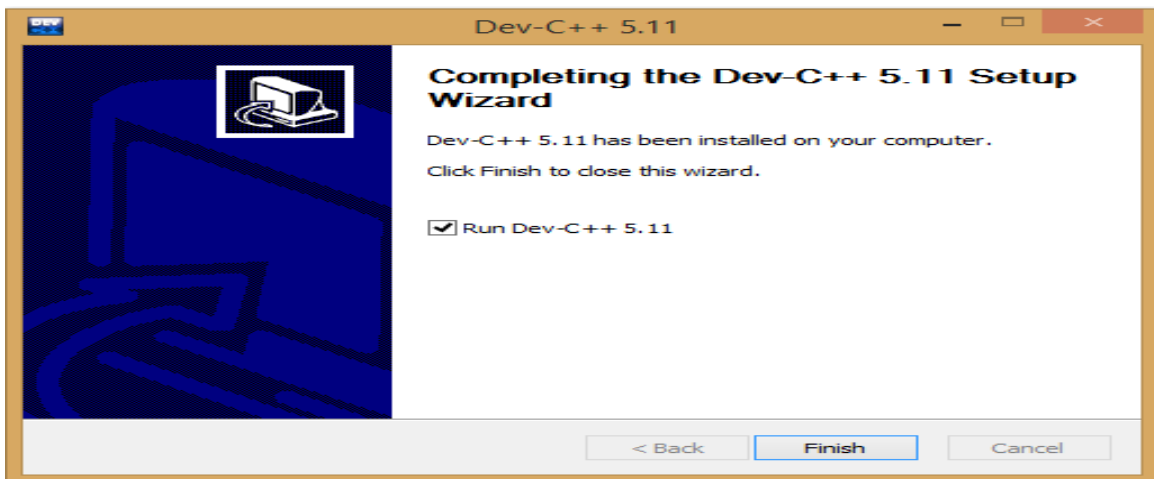 DEV
Dev-C++ 5.11
Completing the Dev-C++ 5.11 Setup
Wizard
Dev-C++ 5.11 has been installed on your computer.
Click Finish to close this wizard.
Run Dev-C++ 5.11
< Back
Finish
Cancel